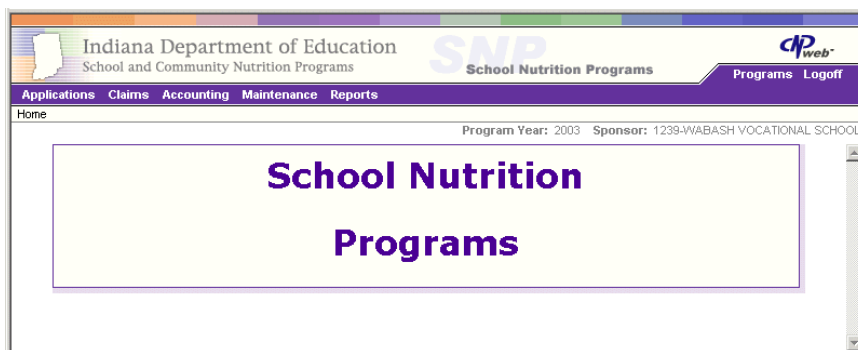 Indiana Department of Education
School and Community Nutrition Programs
SNP
School Nutrition Programs
CNPweb
Programs Logoff
Applications Claims Accounting Maintenance Reports
Home
Program Year: 2003 Sponsor: 1239-WABASH VOCATIONAL SCHOOL
School Nutrition
Programs